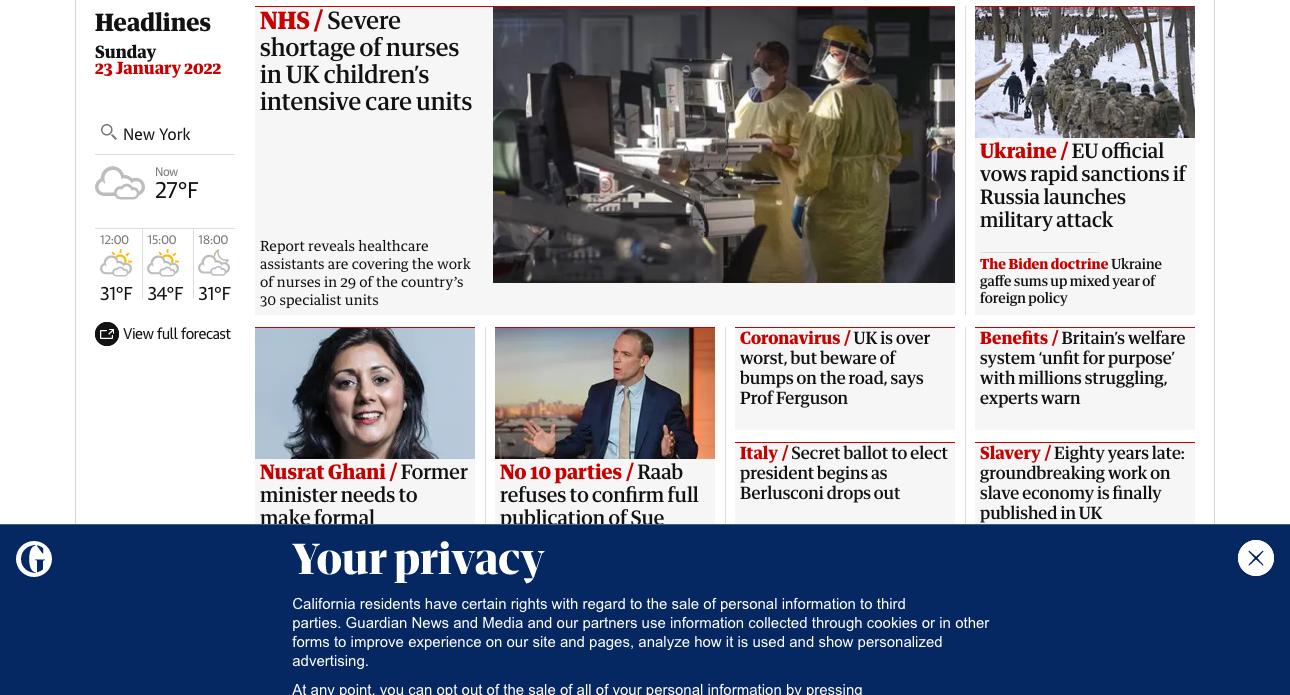 Headlines
Sunday
23 January 2022
New York
Now
27°F
12:00
15:00
18:00
31°F
34°F
31°F
View full forecast
NHS / Severe
shortage of nurses
in UK children’s
intensive care units
Report reveals healthcare
assistants are covering the work
of nurses in 29 of the country’s
30 specialist units
Ukraine / EU official
vows rapid sanctions if
Russia launches
military attack
The Biden doctrine Ukraine
gaffe sums up mixed year of
foreign policy
Nusrat Ghani / Former
minister needs to
make formal
No 10 parties / Raab
refuses to confirm full
publication of Sue
Coronavirus / UK is over
worst, but beware of
bumps on the road, says
Prof Ferguson
Italy / Secret ballot to elect
president begins as
Berlusconi drops out
Benefits / Britain’s welfare
system ‘unfit for purpose’
with millions struggling,
experts warn
Slavery / Eighty years late:
groundbreaking work on
slave economy is finally
published in UK
G
Your privacy
California residents have certain rights with regard to the sale of personal information to third
parties. Guardian News and Media and our partners use information collected through cookies or in other
forms to improve experience on our site and pages, analyze how it is used and show personalized
advertising.
At any point, you can opt out of the sale of all of your personal information by pressing